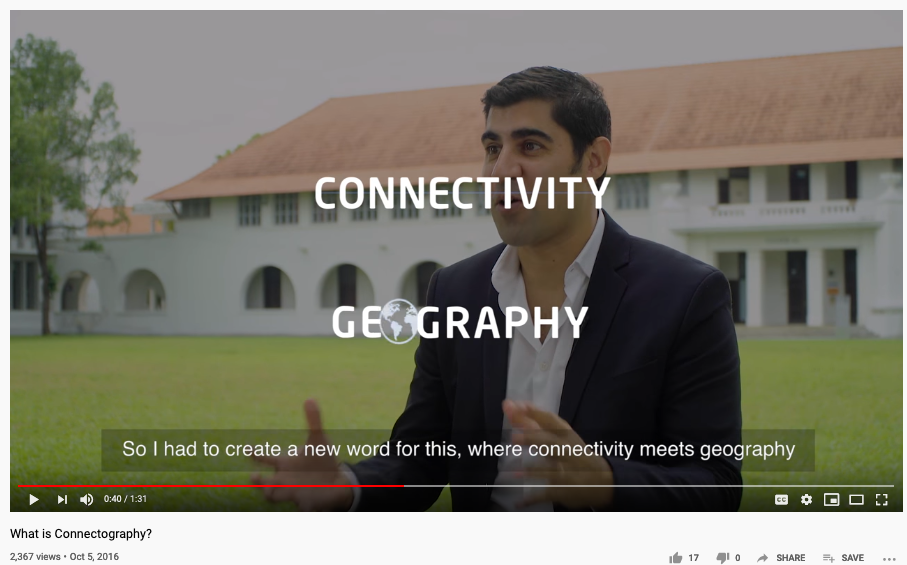 CONNECTIVITY
GEOGRAPHY
So I had to create a new word for this, where connectivity meets geography
0:40 / 1:31
CC
What is Connectography?
2,367 views • Oct 5, 2016
17 0 SHARE SAVE